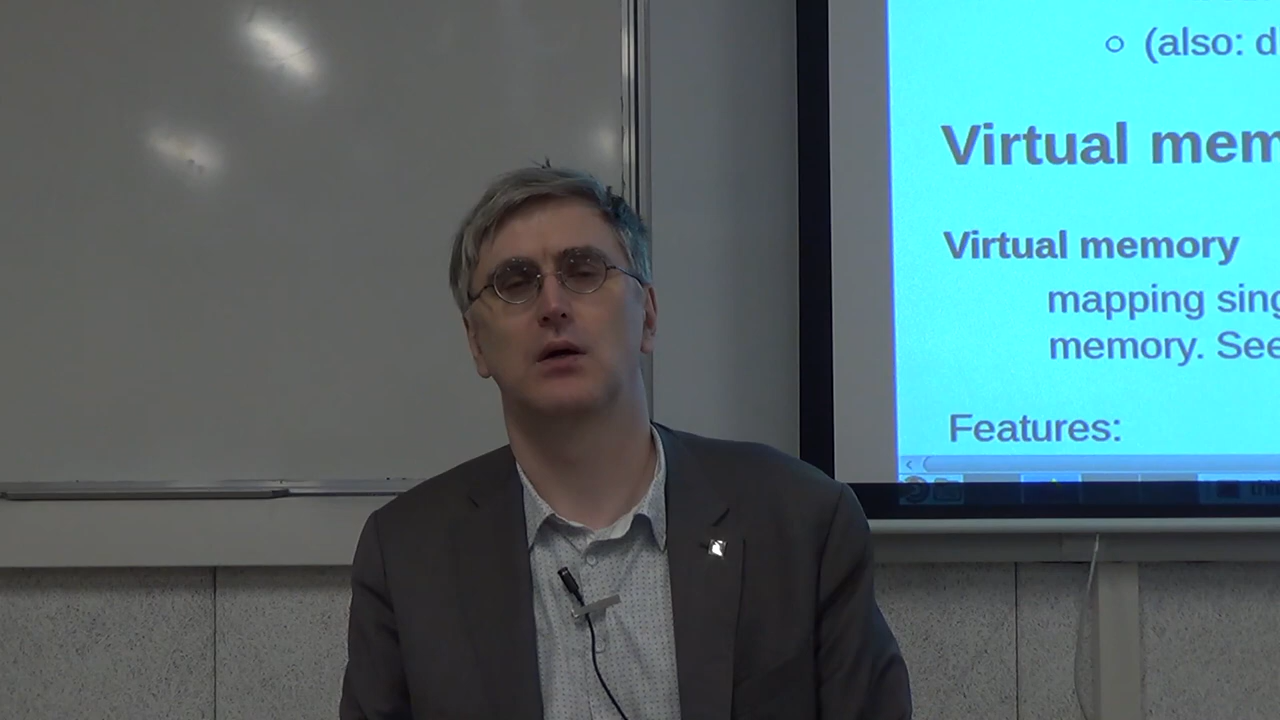 (also: d
Virtual mem
Virtual memory
mapping sing
memory. See
Features: